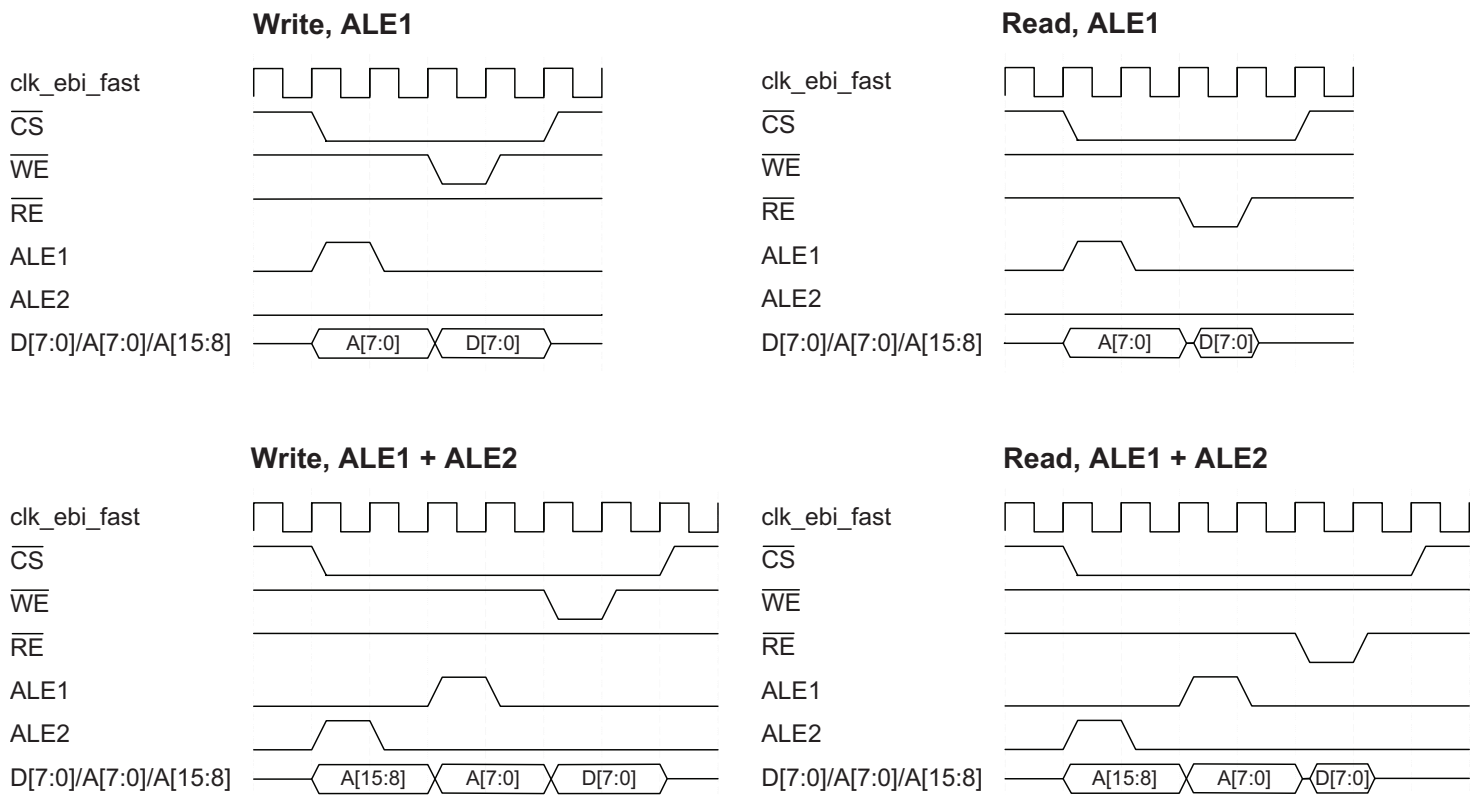 Write, ALE1
clk_ebi_fast
CS
WE
RE
ALE1
ALE2
D[7:0]/A[7:0]/A[15:8]
A[7:0]
D[7:0]
Read, ALE1
clk_ebi_fast
CS
WE
RE
ALE1
ALE2
D[7:0]/A[7:0]/A[15:8]
A[7:0]
D[7:0]
Write, ALE1 + ALE2
clk_ebi_fast
CS
WE
RE
ALE1
ALE2
D[7:0]/A[7:0]/A[15:8]
A[15:8]
A[7:0]
D[7:0]
Read, ALE1 + ALE2
clk_ebi_fast
CS
WE
RE
ALE1
ALE2
D[7:0]/A[7:0]/A[15:8]
A[15:8]
A[7:0]
D[7:0]